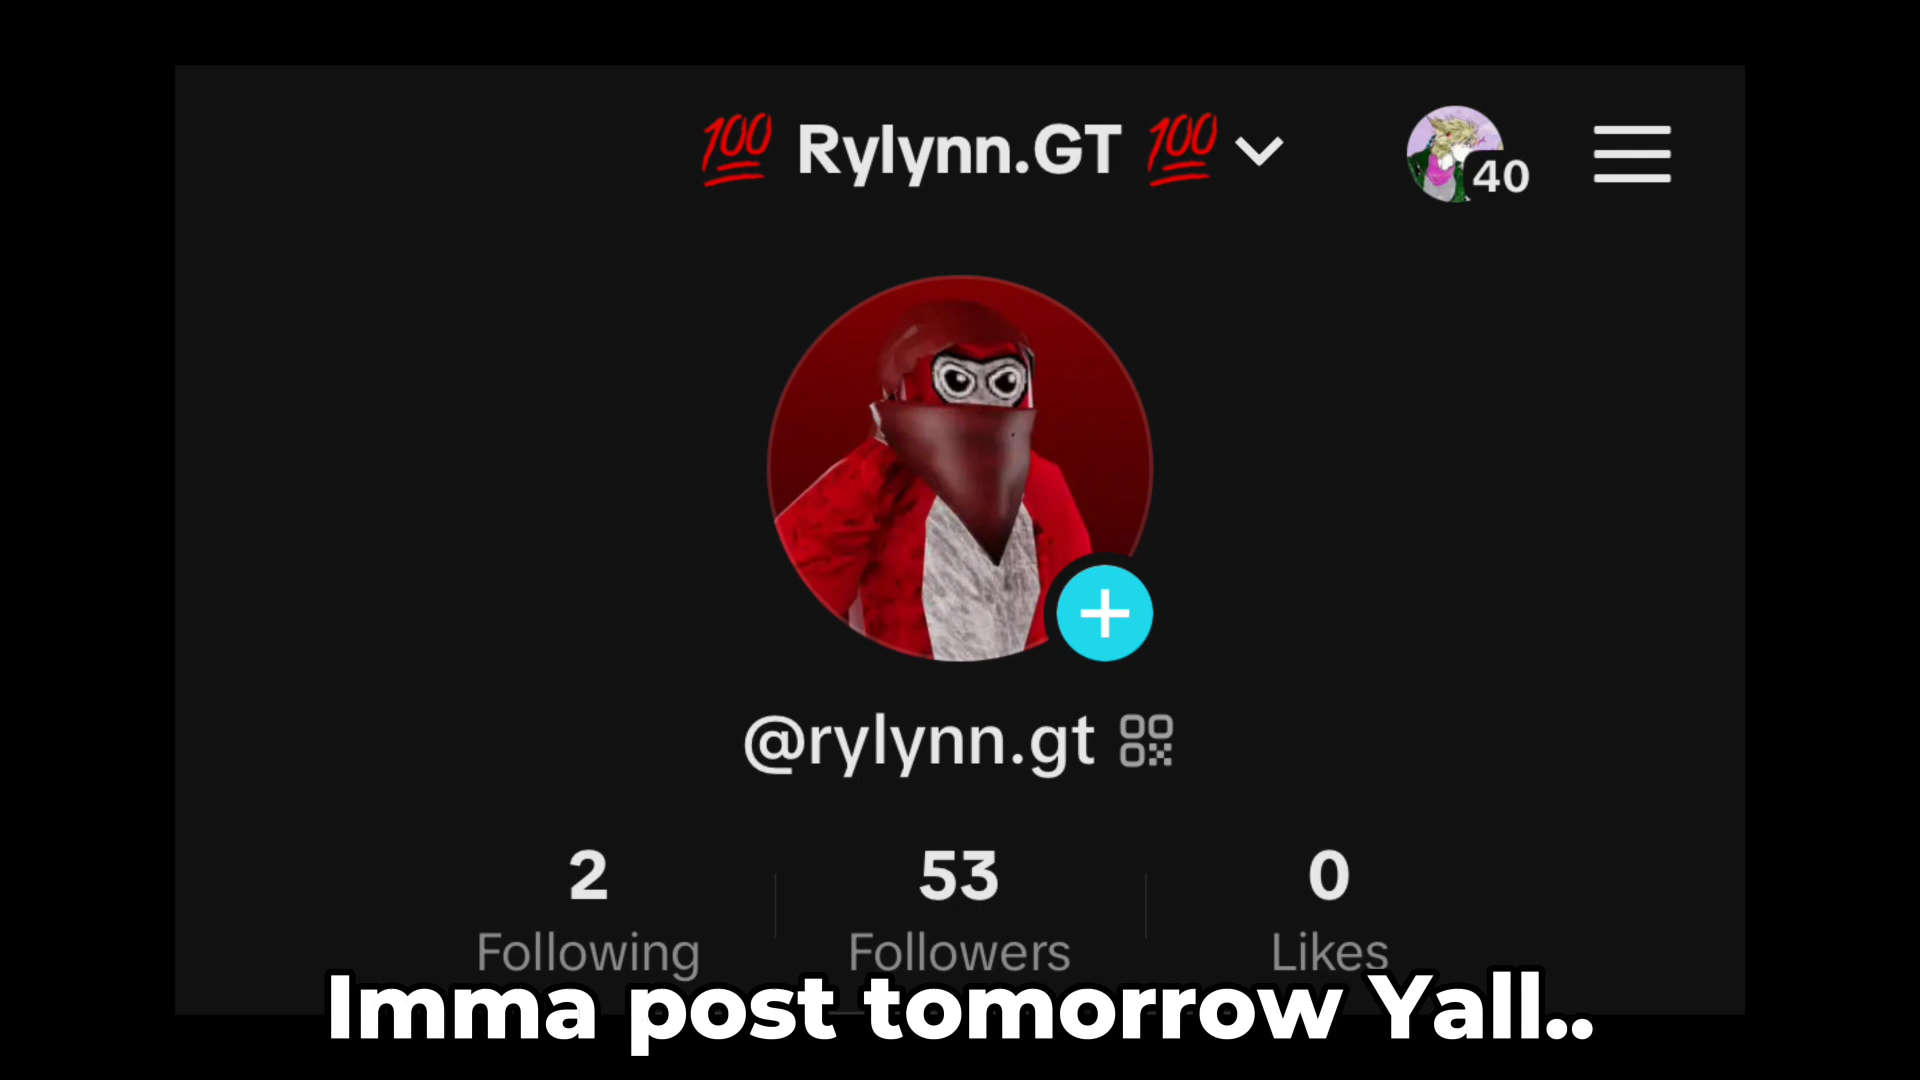 💯 Rylynn.GT 💯
40
@rylynn.gt
2 53 0
Following Followers Likes
Imma post tomorrow Yall..